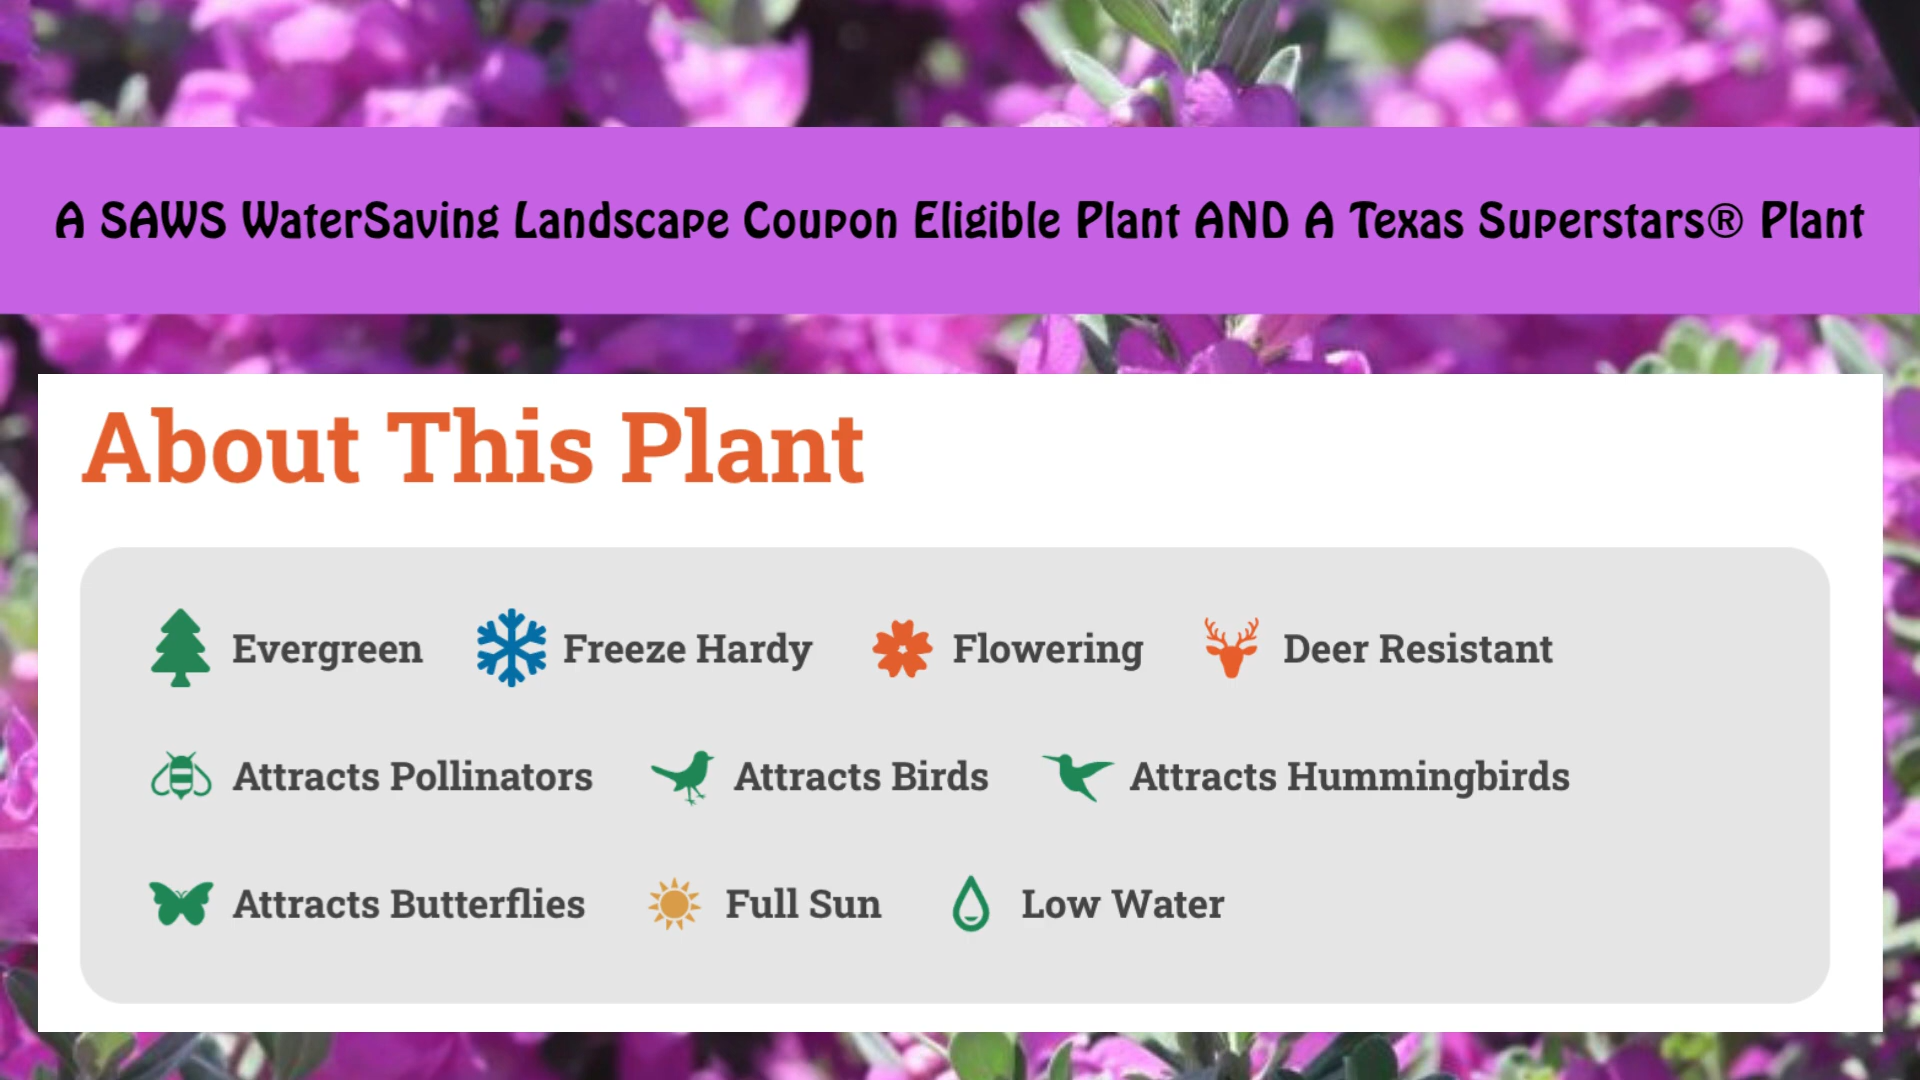 A SAWS WaterSaving Landscape Coupon Eligible Plant AND A Texas Superstars® Plant
About This Plant
Evergreen Freeze Hardy Flowering Deer Resistant
Attracts Pollinators Attracts Birds Attracts Hummingbirds
Attracts Butterflies Full Sun Low Water